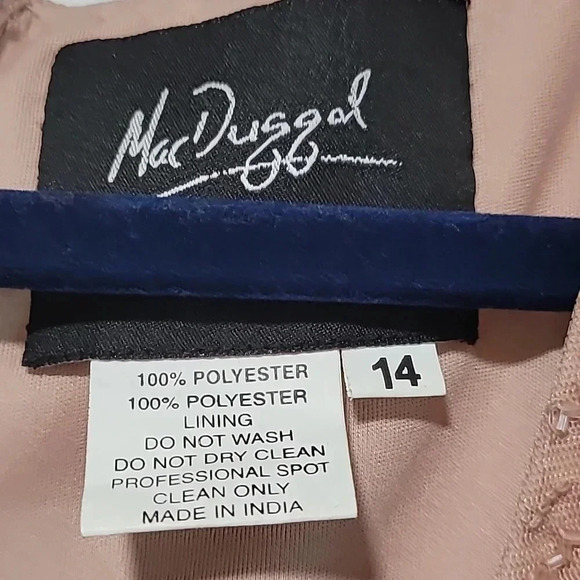 Mac Duggal
100% POLYESTER
100% POLYESTER
LINING
DO NOT WASH
DO NOT DRY CLEAN
PROFESSIONAL SPOT
CLEAN ONLY
MADE IN INDIA
14